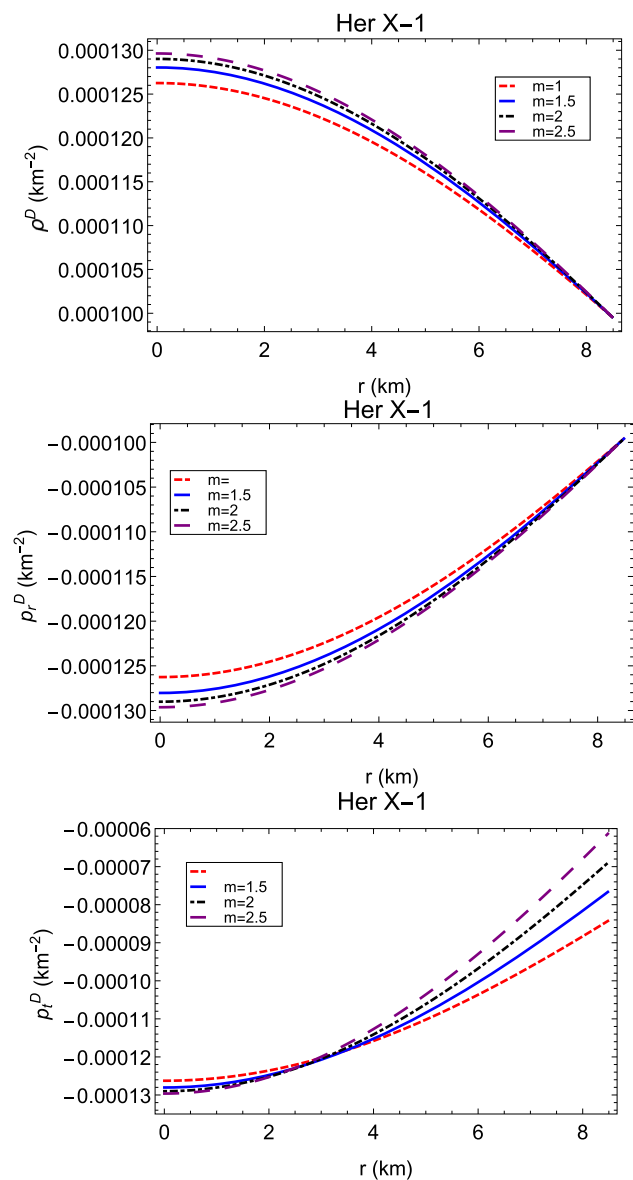 Her X−1
0.000130
0.000125
0.000120
0.000115
0.000110
0.000105
0.000100
ρ^D (km⁻²)
m=1
m=1.5
m=2
m=2.5
0 2 4 6 8
r (km)
Her X−1
−0.000100
−0.000105
−0.000110
−0.000115
−0.000120
−0.000125
−0.000130
p_r^D (km⁻²)
m=
m=1.5
m=2
m=2.5
0 2 4 6 8
r (km)
Her X−1
−0.00006
−0.00007
−0.00008
−0.00009
−0.00010
−0.00011
−0.00012
−0.00013
p_t^D (km⁻²)
m=1.5
m=2
m=2.5
0 2 4 6 8
r (km)